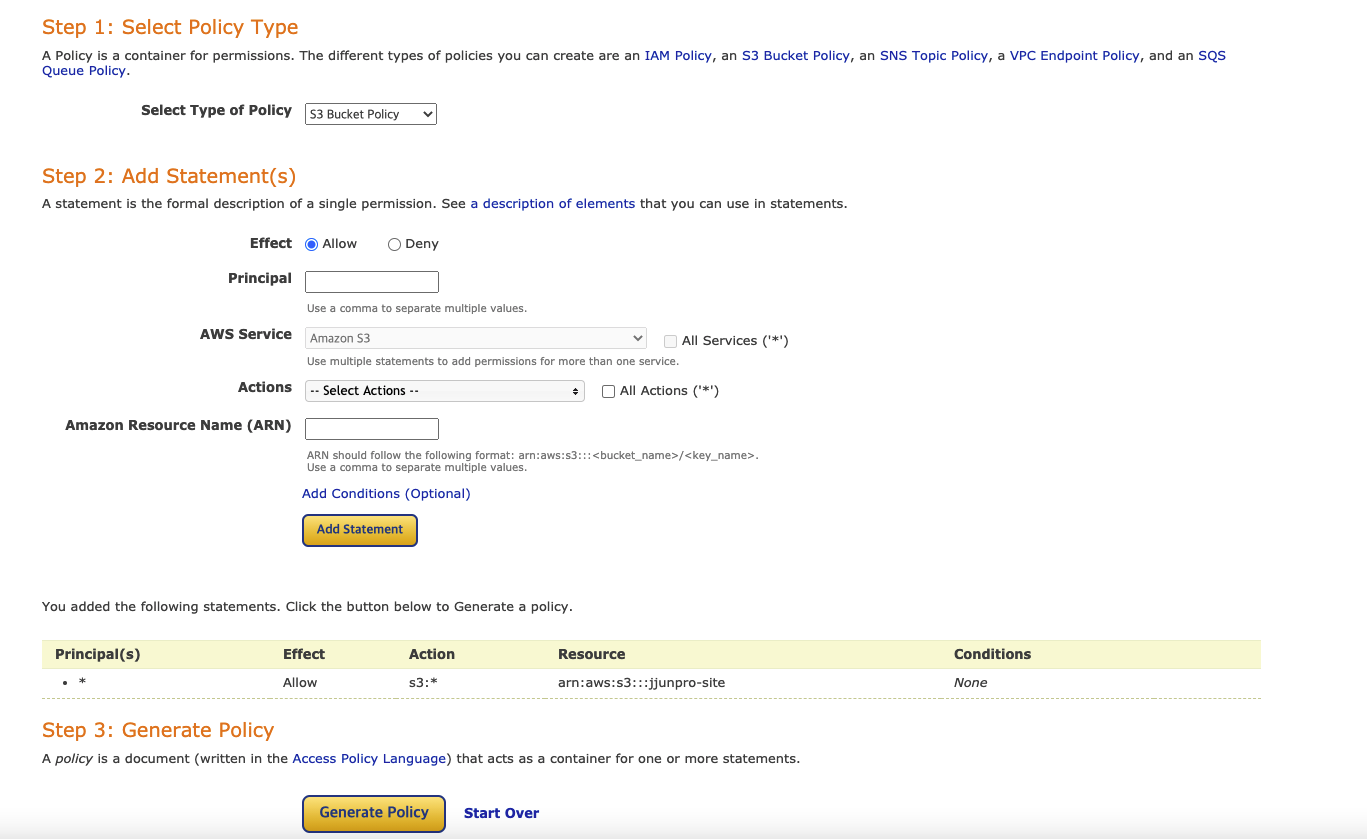 Step 1: Select Policy Type
A Policy is a container for permissions. The different types of policies you can create are an IAM Policy, an S3 Bucket Policy, an SNS Topic Policy, a VPC Endpoint Policy, and an SQS
Queue Policy.
Select Type of Policy S3 Bucket Policy
Step 2: Add Statement(s)
A statement is the formal description of a single permission. See a description of elements that you can use in statements.
Effect Allow Deny
Principal
Use a comma to separate multiple values.
AWS Service Amazon S3 All Services ('*')
Use multiple statements to add permissions for more than one service.
Actions -- Select Actions -- All Actions ('*')
Amazon Resource Name (ARN)
ARN should follow the following format: arn:aws:s3:::<bucket_name>/<key_name>.
Use a comma to separate multiple values.
Add Conditions (Optional)
Add Statement
You added the following statements. Click the button below to Generate a policy.
Principal(s) Effect Action Resource Conditions
• * Allow s3:* arn:aws:s3:::jjunpro-site None
Step 3: Generate Policy
A policy is a document (written in the Access Policy Language) that acts as a container for one or more statements.
Generate Policy Start Over